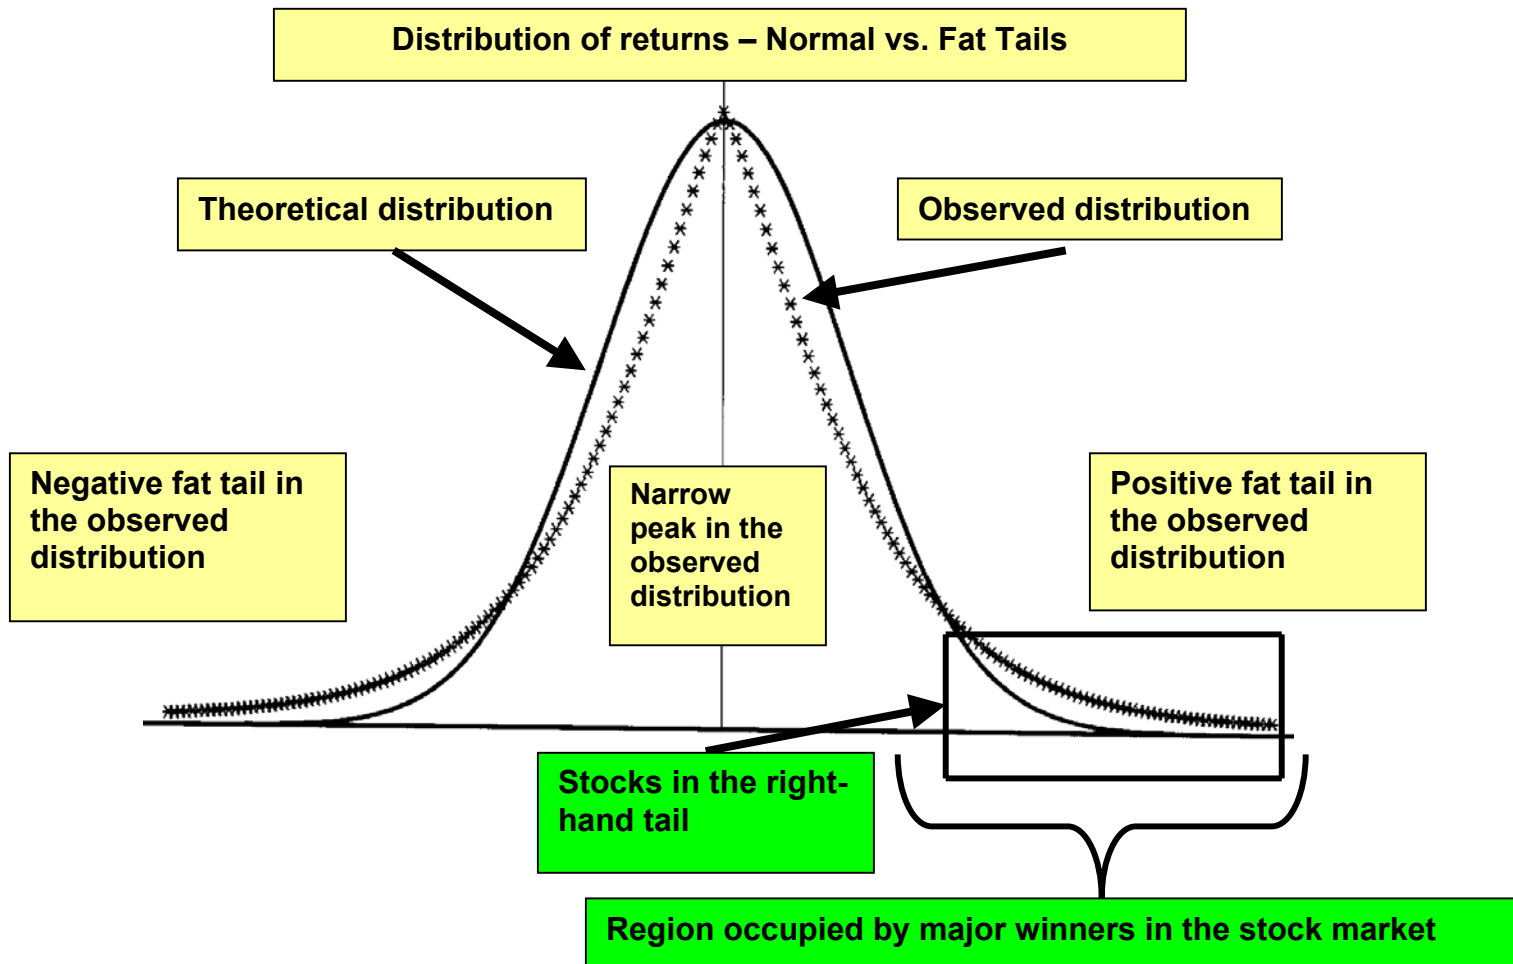 Distribution of returns – Normal vs. Fat Tails
Theoretical distribution
Observed distribution
Negative fat tail in
the observed
distribution
Narrow
peak in the
observed
distribution
Positive fat tail in
the observed
distribution
Stocks in the right-
hand tail
Region occupied by major winners in the stock market